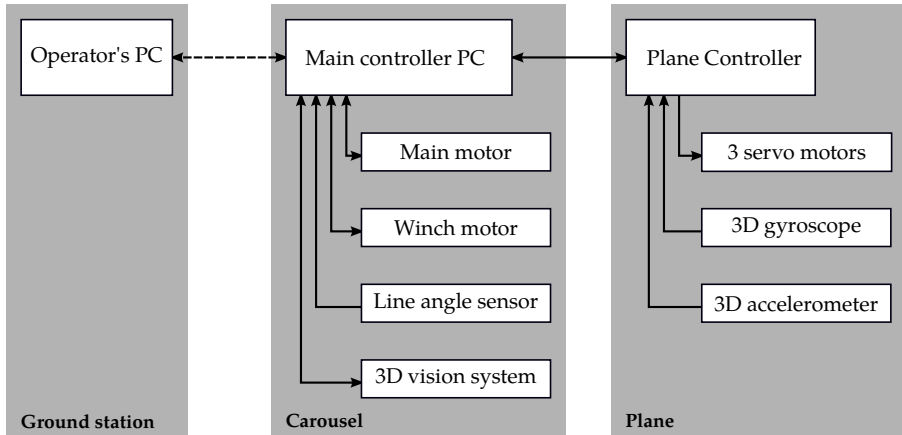 Operator's PC
Main controller PC
Plane Controller
Main motor
3 servo motors
Winch motor
3D gyroscope
Line angle sensor
3D accelerometer
3D vision system
Ground station
Carousel
Plane